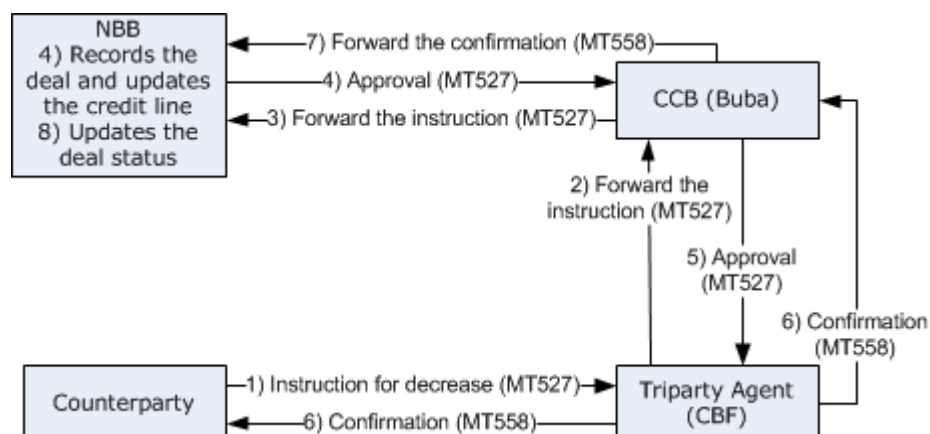 NBB
4) Records the
deal and updates
the credit line
8) Updates the
deal status
7) Forward the confirmation (MT558)
4) Approval (MT527)
3) Forward the instruction (MT527)
CCB (Buba)
2) Forward the
instruction (MT527)
5) Approval
(MT527)
6) Confirmation
(MT558)
Counterparty
1) Instruction for decrease (MT527)
6) Confirmation (MT558)
Triparty Agent
(CBF)